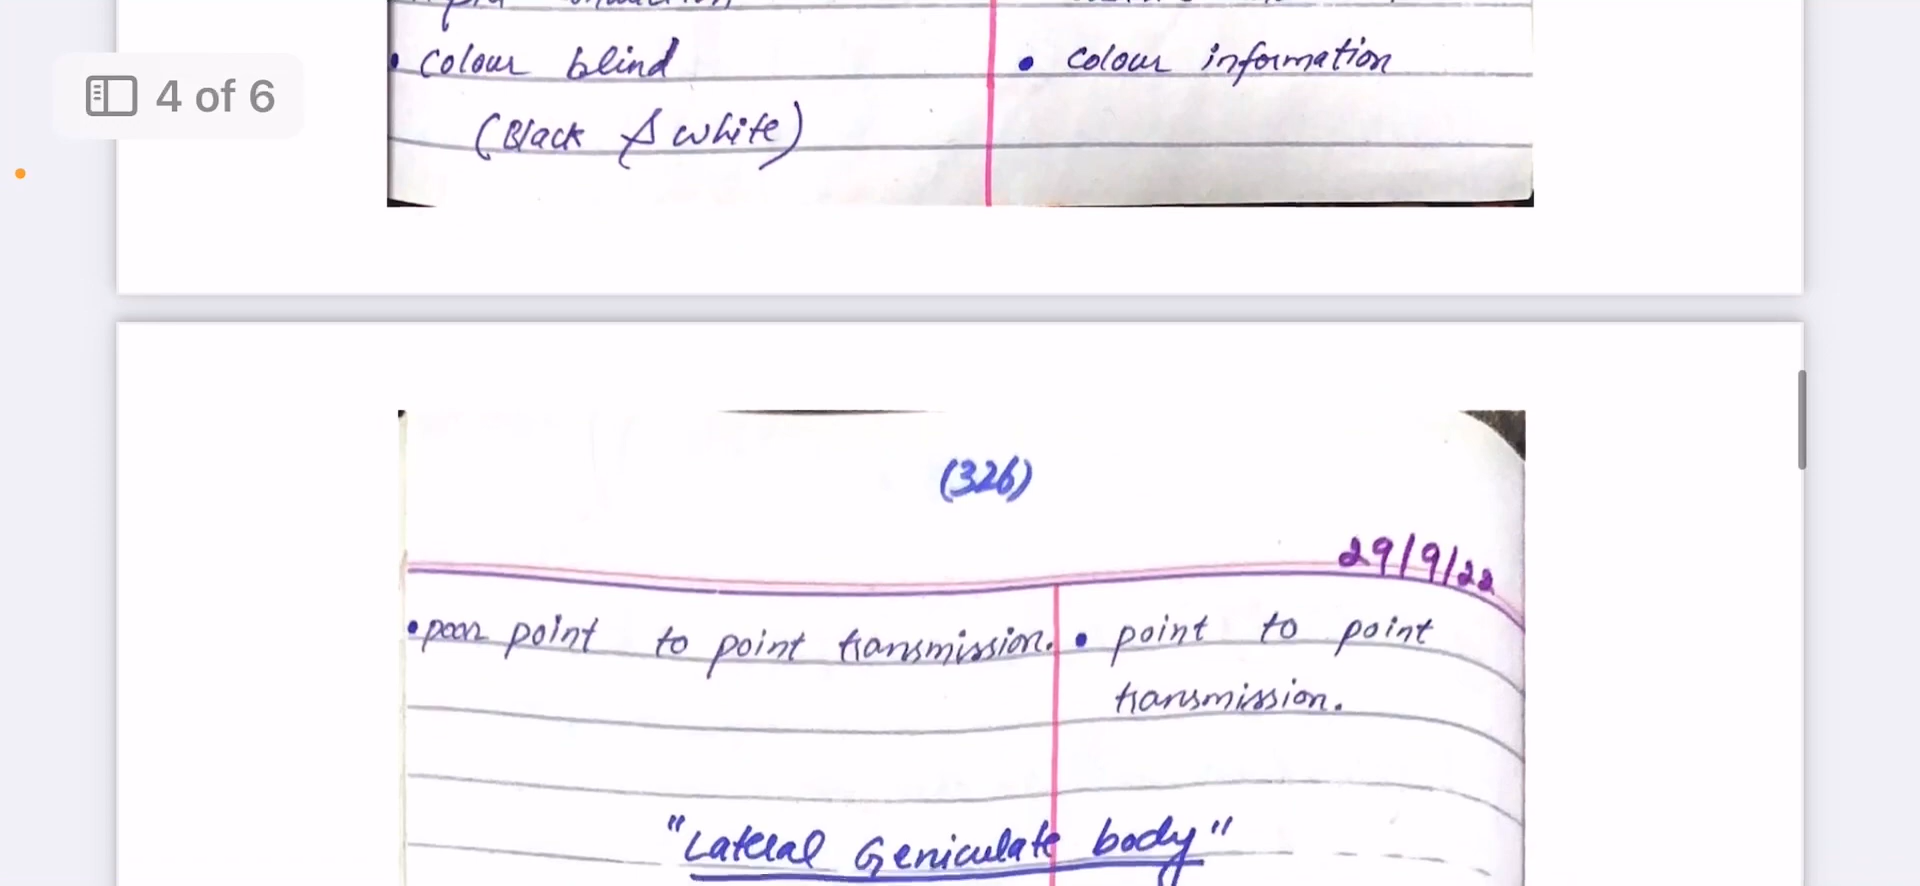 4 of 6
• colour blind
• colour information
(Black & white)
(326)
29/9/22
• poor point to point transmission.
• point to point
transmission.
"Lateral Geniculate body"